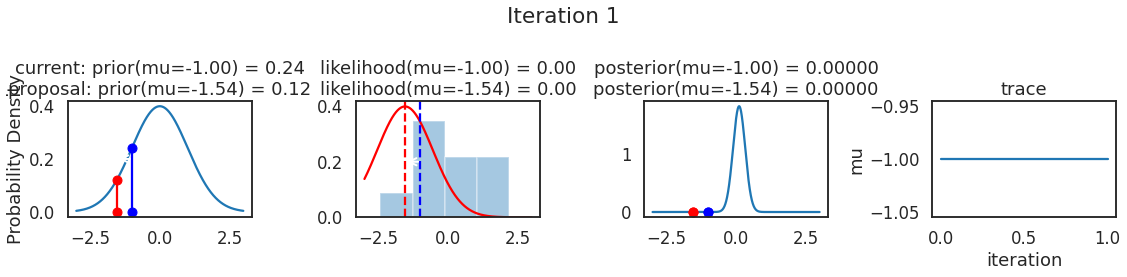 Iteration 1
current: prior(mu=-1.00) = 0.24
proposal: prior(mu=-1.54) = 0.12
likelihood(mu=-1.00) = 0.00
likelihood(mu=-1.54) = 0.00
posterior(mu=-1.00) = 0.00000
posterior(mu=-1.54) = 0.00000
trace
Probability Density
0.4
0.2
0.0
−2.5 0.0 2.5
0.4
0.2
0.0
−2.5 0.0 2.5
1
0
−2.5 0.0 2.5
mu
−0.95
−1.00
−1.05
0.0 0.5 1.0
iteration